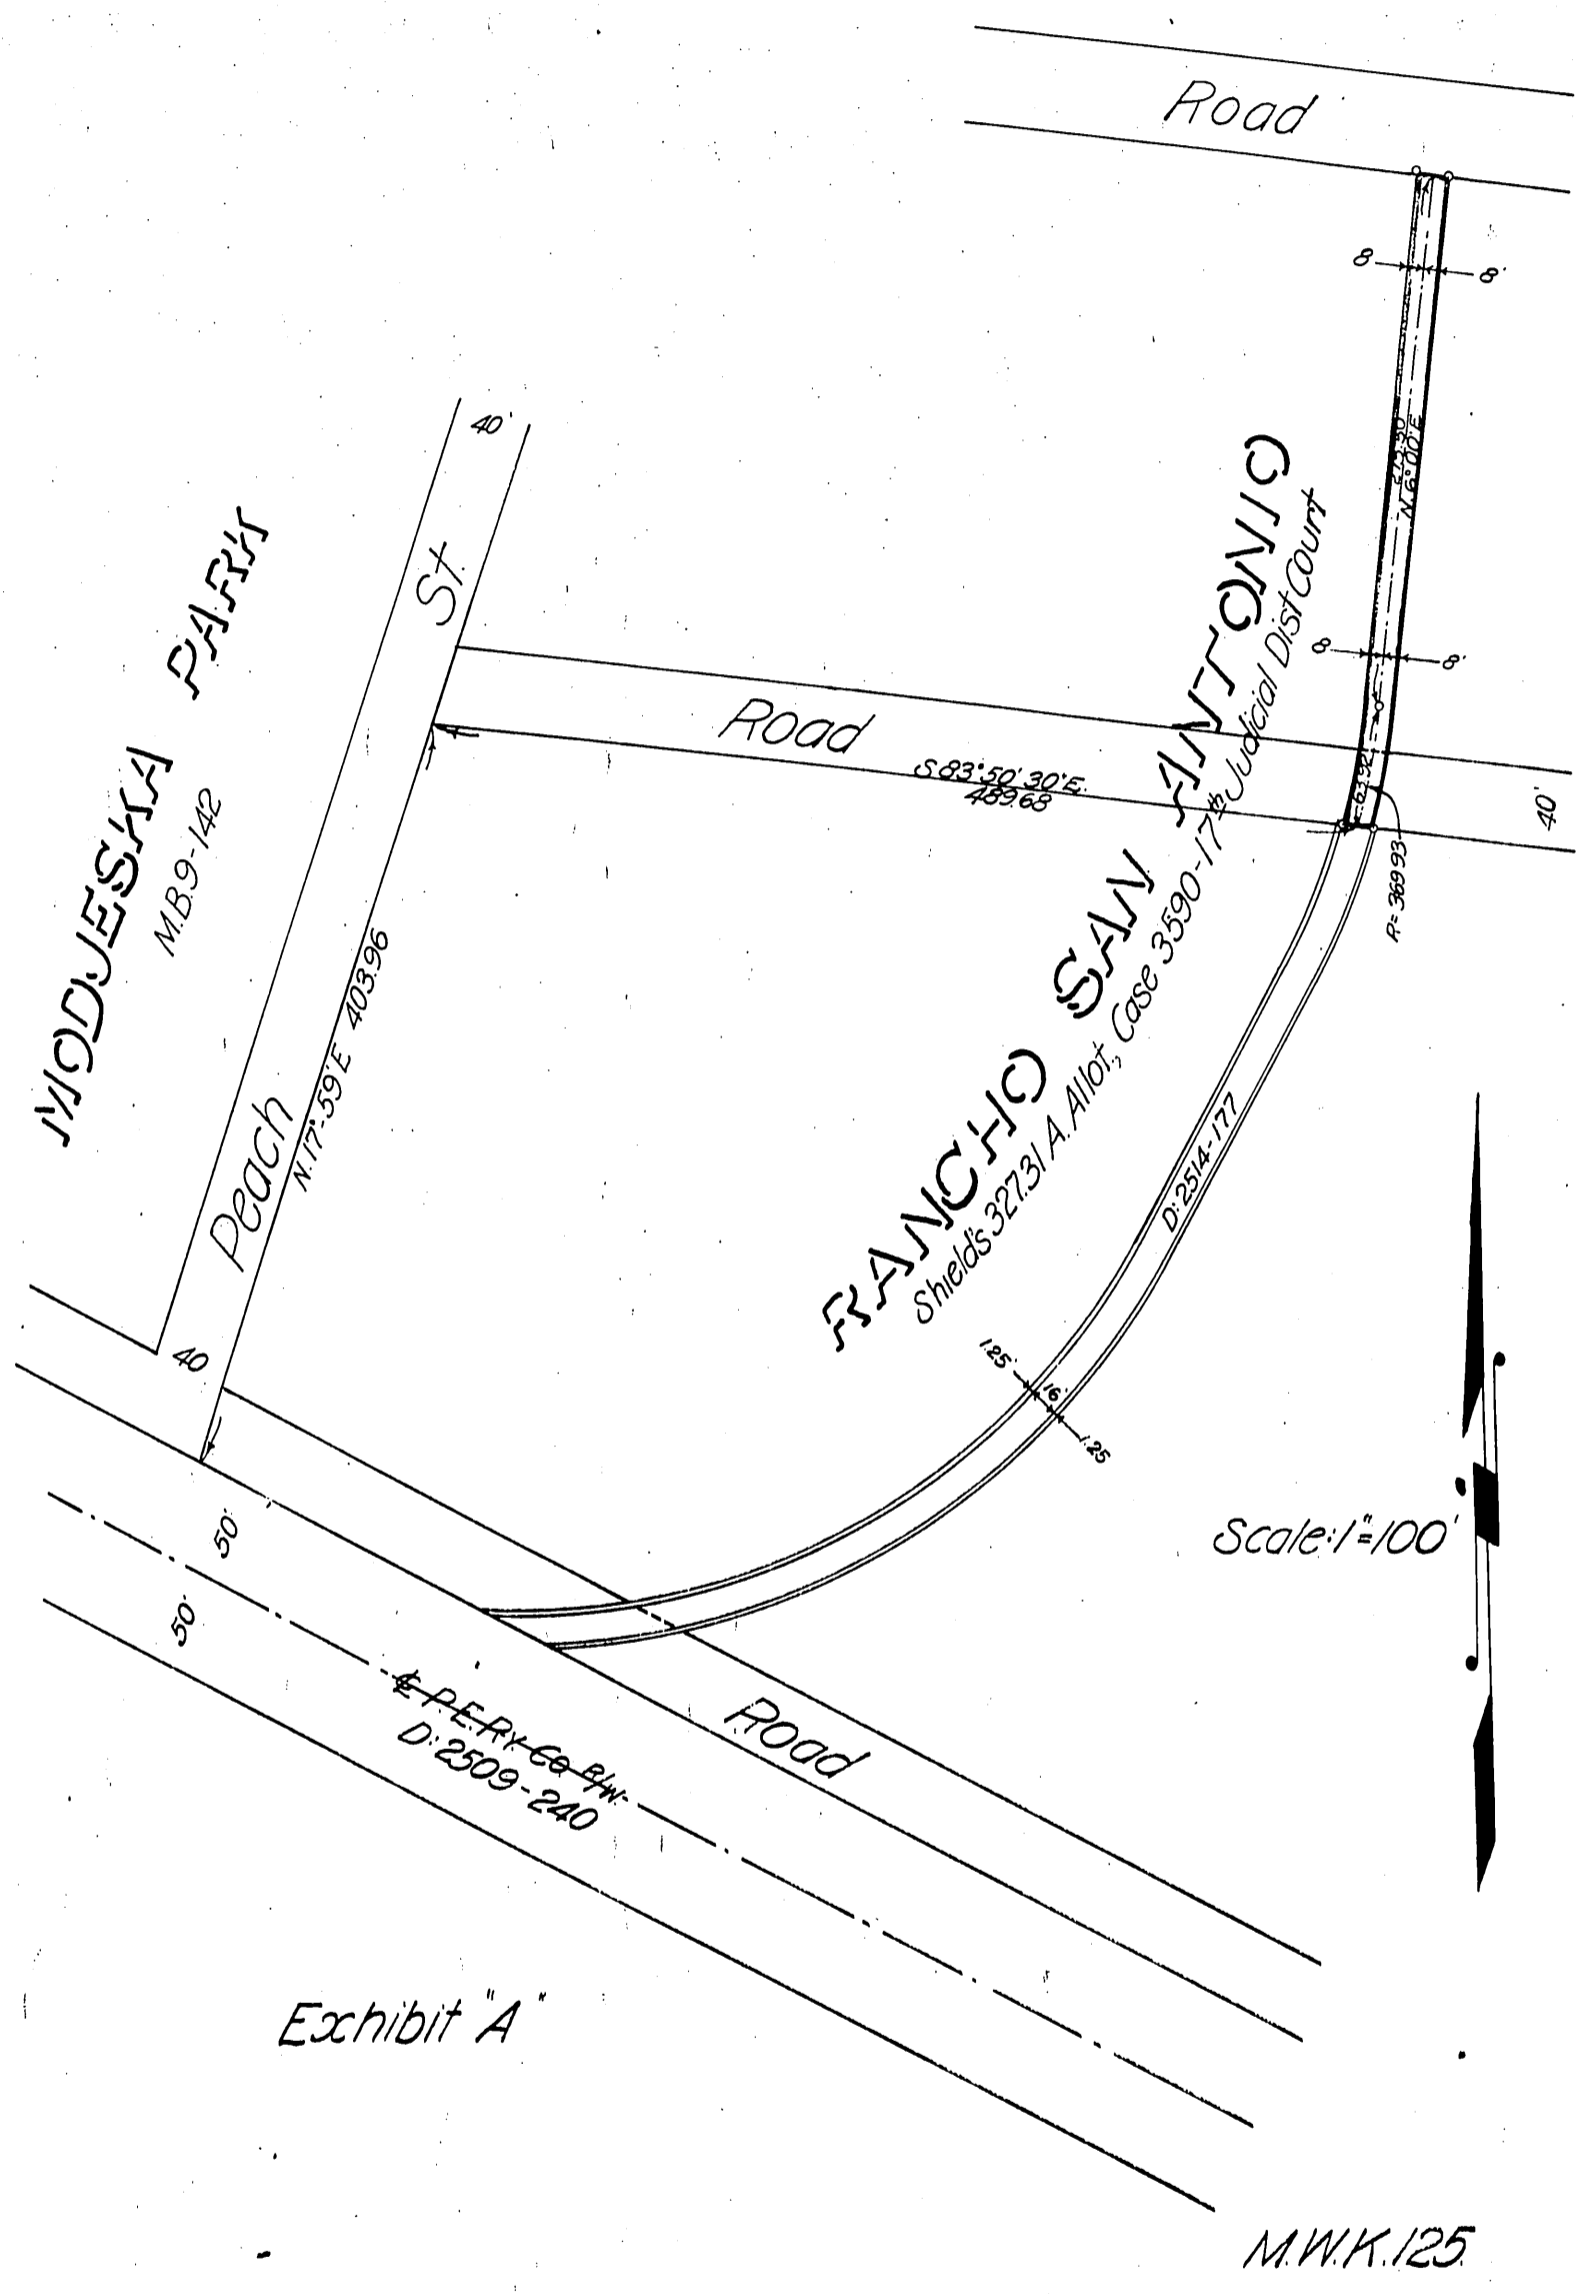 Road
8
8'
40'
St.
N. 6° 00' E
8
8'
Road
S 83° 50' 30" E.
489.68
63.92
40'
R = 369.93
MODJESKA PARK
M.B. 9-142
Peach
N. 17°-59' E 403.96
RANCHO SAN ANTONIO
Shield's 327.31 A. Allot., Case 3590-17th Judicial Dist Court
D: 2514-177
40
1.25'
16'
1.25
Scale: 1"=100'
50'
50'
℄ P.E.RY. CO R/W.
D: 2509-240
Road
Exhibit "A"
M.W.K. 125.